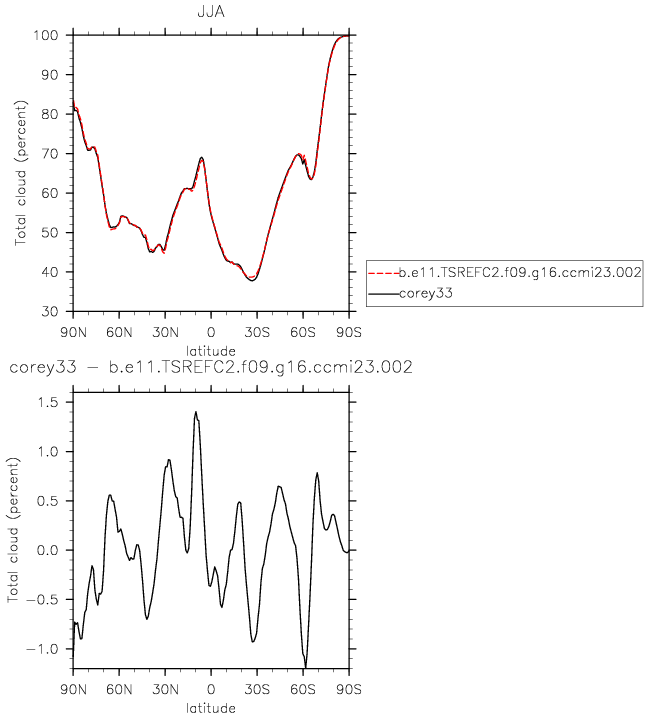 JJA
100
90
80
70
60
50
40
30
Total cloud (percent)
90N 60N 30N 0 30S 60S 90S
latitude
b.e11.TSREFC2.f09.g16.ccmi23.002
corey33
corey33 − b.e11.TSREFC2.f09.g16.ccmi23.002
1.5
1.0
0.5
0.0
−0.5
−1.0
Total cloud (percent)
90N 60N 30N 0 30S 60S 90S
latitude